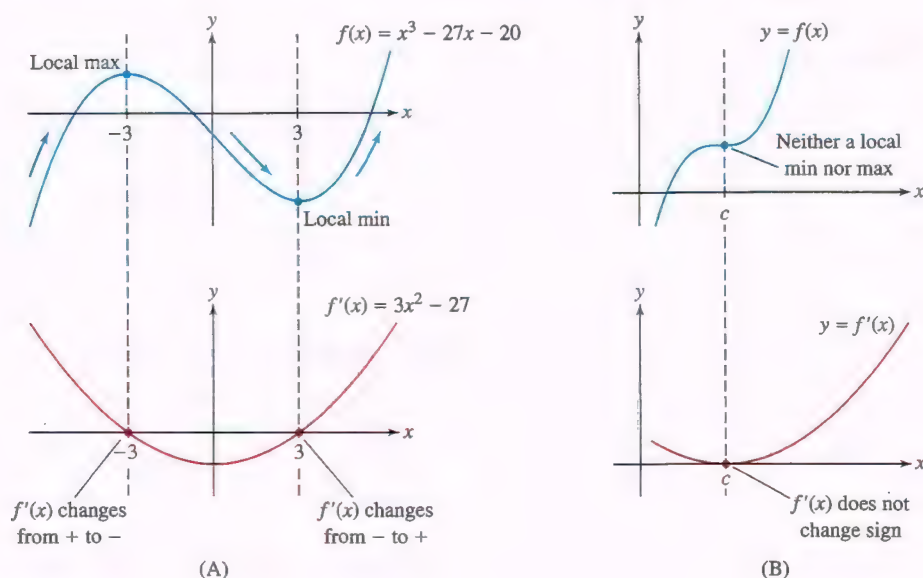 y
f(x) = x³ − 27x − 20
Local max
x
−3
3
Local min
y
f′(x) = 3x² − 27
x
−3
3
f′(x) changes
from + to −
f′(x) changes
from − to +
(A)
y
y = f(x)
Neither a local
min nor max
x
c
y
y = f′(x)
x
c
f′(x) does not
change sign
(B)